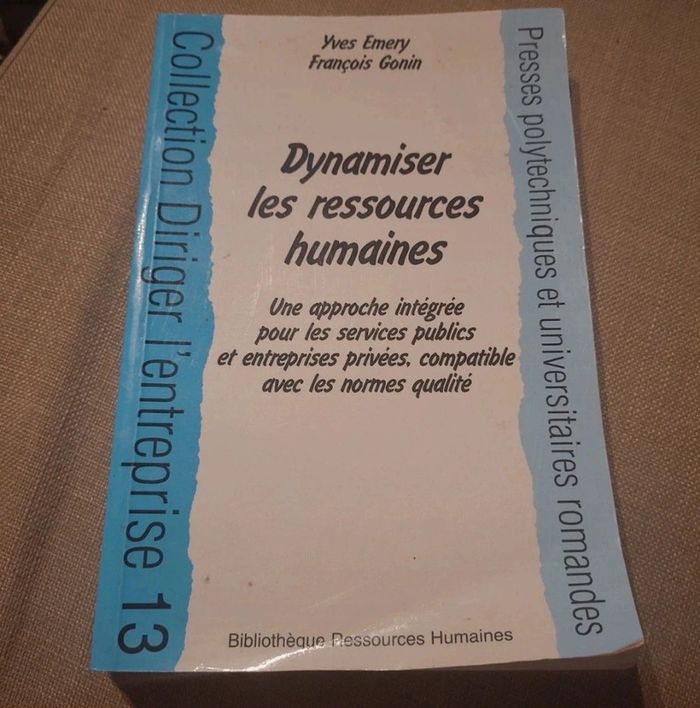 Yves Emery
François Gonin
Dynamiser
les ressources
humaines
Une approche intégrée
pour les services publics
et entreprises privées, compatible
avec les normes qualité
Bibliothèque Ressources Humaines
Collection Diriger l'entreprise 13
Presses polytechniques et universitaires romandes